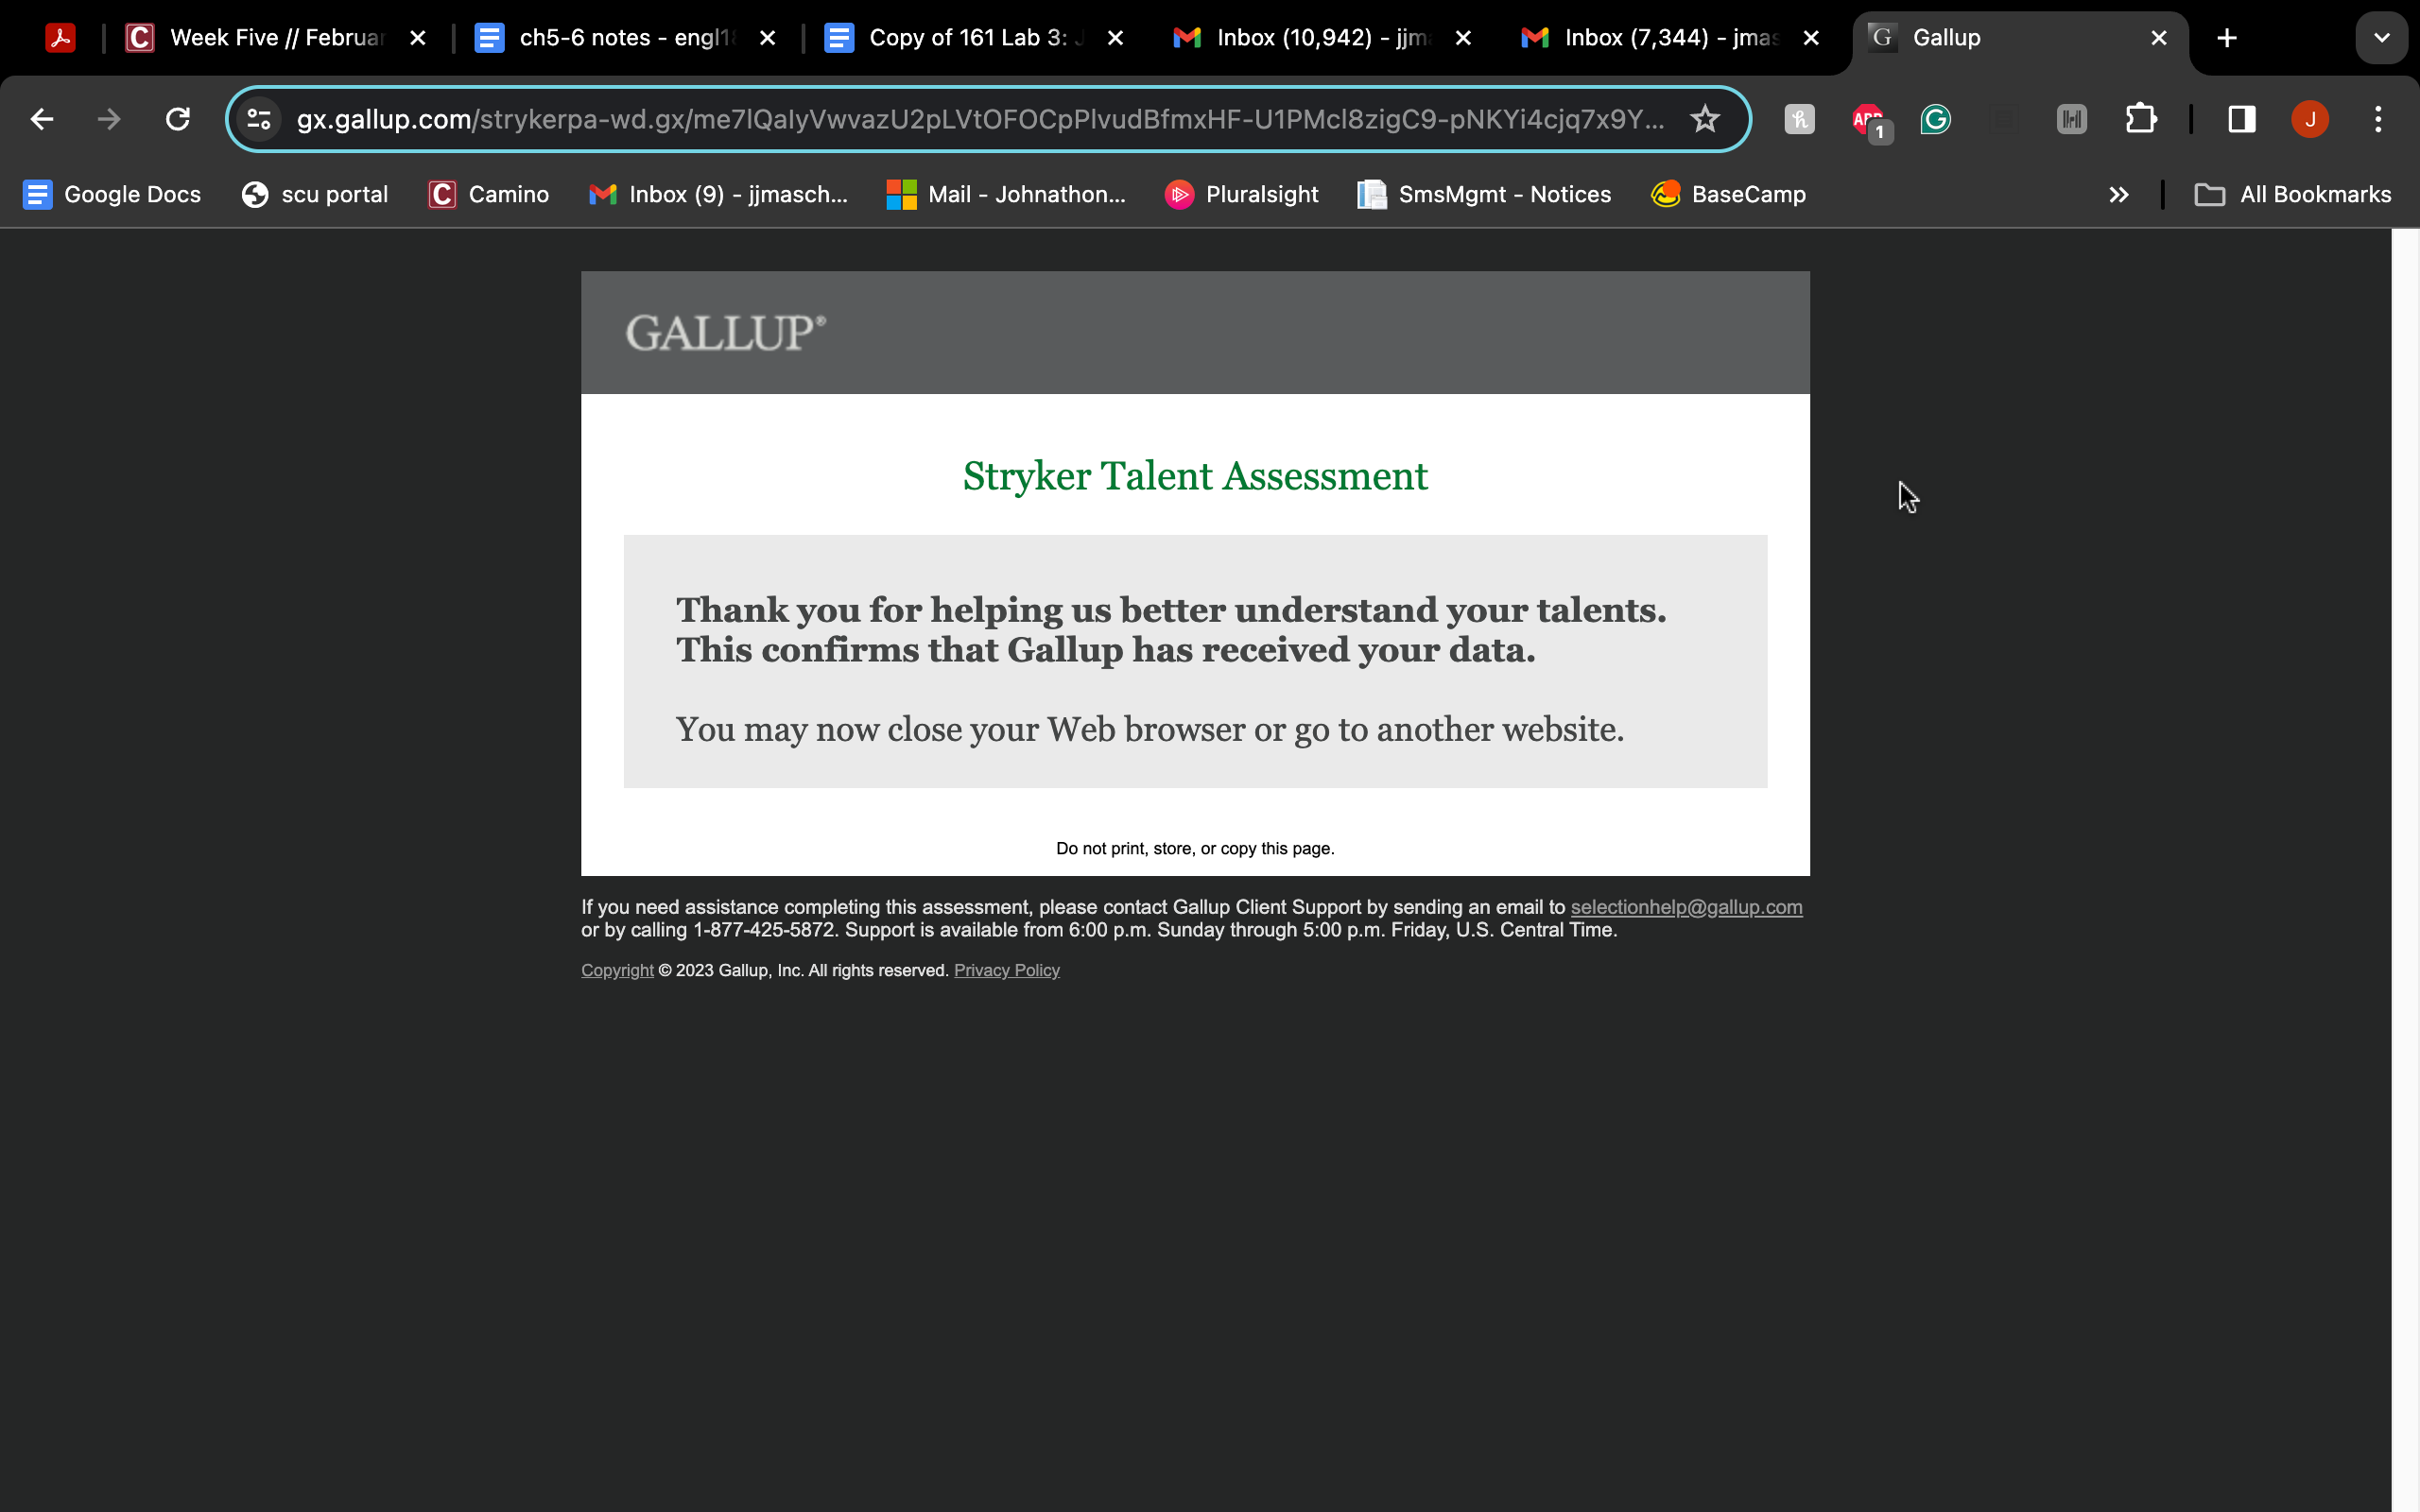 Week Five // Februar
ch5-6 notes - engl18
Copy of 161 Lab 3: J
Inbox (10,942) - jjma
Inbox (7,344) - jmas
G Gallup
gx.gallup.com/strykerpa-wd.gx/me7lQaIyVwvazU2pLVtOFOCpPlvudBfmxHF-U1PMcl8zigC9-pNKYi4cjq7x9Y...
ABP
1
J
Google Docs
scu portal
C Camino
Inbox (9) - jjmasch...
Mail - Johnathon...
Pluralsight
SmsMgmt - Notices
BaseCamp
All Bookmarks
GALLUP®
Stryker Talent Assessment
Thank you for helping us better understand your talents.
This confirms that Gallup has received your data.
You may now close your Web browser or go to another website.
Do not print, store, or copy this page.
If you need assistance completing this assessment, please contact Gallup Client Support by sending an email to selectionhelp@gallup.com
or by calling 1-877-425-5872. Support is available from 6:00 p.m. Sunday through 5:00 p.m. Friday, U.S. Central Time.
Copyright © 2023 Gallup, Inc. All rights reserved. Privacy Policy